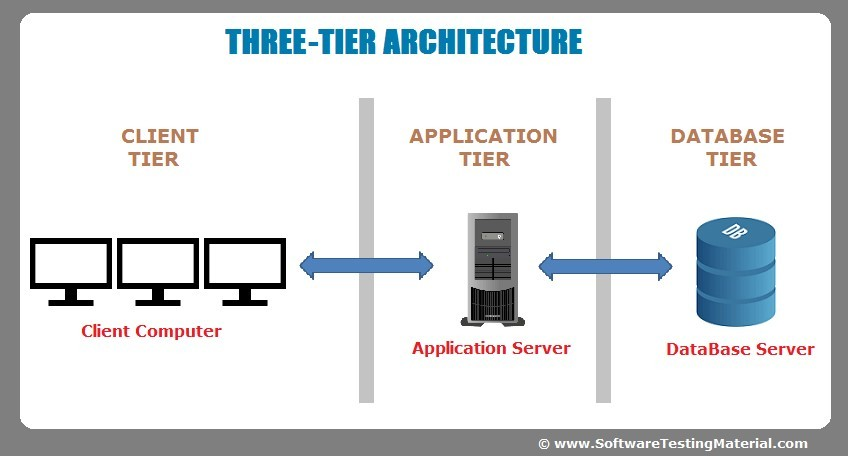 THREE-TIER ARCHITECTURE
CLIENT
TIER
APPLICATION
TIER
DATABASE
TIER
DB
Client Computer
Application Server
DataBase Server
© www.SoftwareTestingMaterial.com